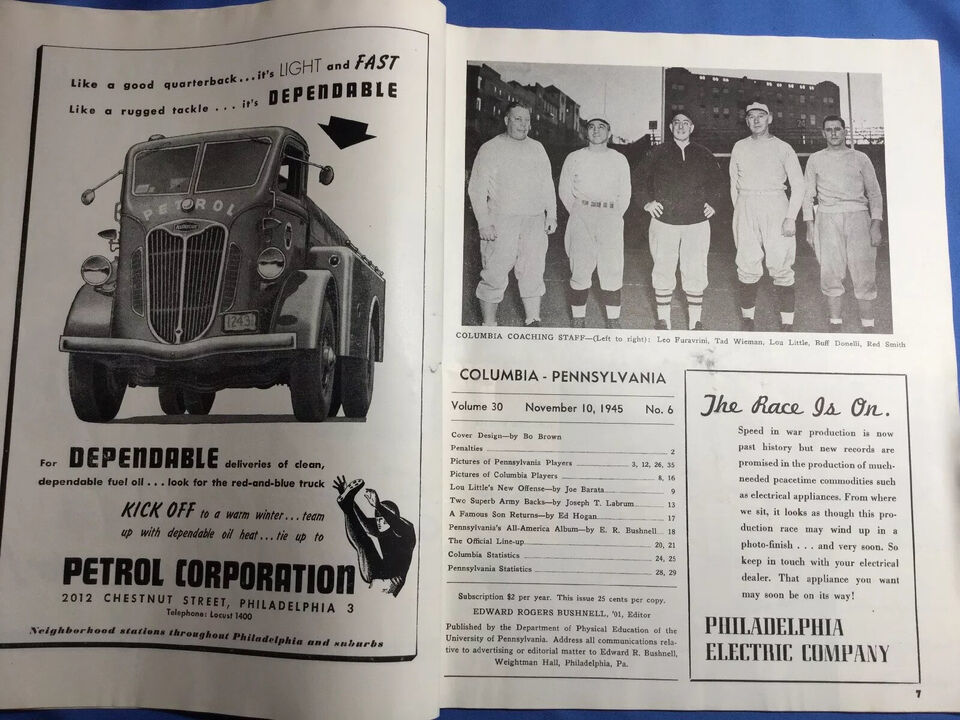 Like a good quarterback...it's LIGHT and FAST
Like a rugged tackle ... it's DEPENDABLE
PETROL
1243
For DEPENDABLE deliveries of clean,
dependable fuel oil ... look for the red-and-blue truck
KICK OFF to a warm winter...team
up with dependable oil heat...tie up to
PETROL CORPORATION
2012 CHESTNUT STREET, PHILADELPHIA 3
Telephone: Locust 1400
Neighborhood stations throughout Philadelphia and suburbs
COLUMBIA COACHING STAFF—(Left to right): Leo Furavrini, Tad Wieman, Lou Little, Buff Donelli, Red Smith
COLUMBIA - PENNSYLVANIA
Volume 30 November 10, 1945 No. 6
Cover Design—by Bo Brown
Penalties 2
Pictures of Pennsylvania Players 3, 12, 26, 35
Pictures of Columbia Players 8, 16
Lou Little's New Offense—by Joe Barata 9
Two Superb Army Backs—by Joseph T. Labrum 13
A Famous Son Returns—by Ed Hogan 17
Pennsylvania's All-America Album—by E. R. Bushnell 18
The Official Line-up 20, 21
Columbia Statistics 24, 25
Pennsylvania Statistics 28, 29
Subscription $2 per year. This issue 25 cents per copy.
EDWARD ROGERS BUSHNELL, '01, Editor
Published by the Department of Physical Education of the
University of Pennsylvania. Address all communications rela-
tive to advertising or editorial matter to Edward R. Bushnell,
Weightman Hall, Philadelphia, Pa.
The Race Is On.
Speed in war production is now
past history but new records are
promised in the production of much-
needed peacetime commodities such
as electrical appliances. From where
we sit, it looks as though this pro-
duction race may wind up in a
photo-finish ... and very soon. So
keep in touch with your electrical
dealer. That appliance you want
may soon be on its way!
PHILADELPHIA
ELECTRIC COMPANY
7